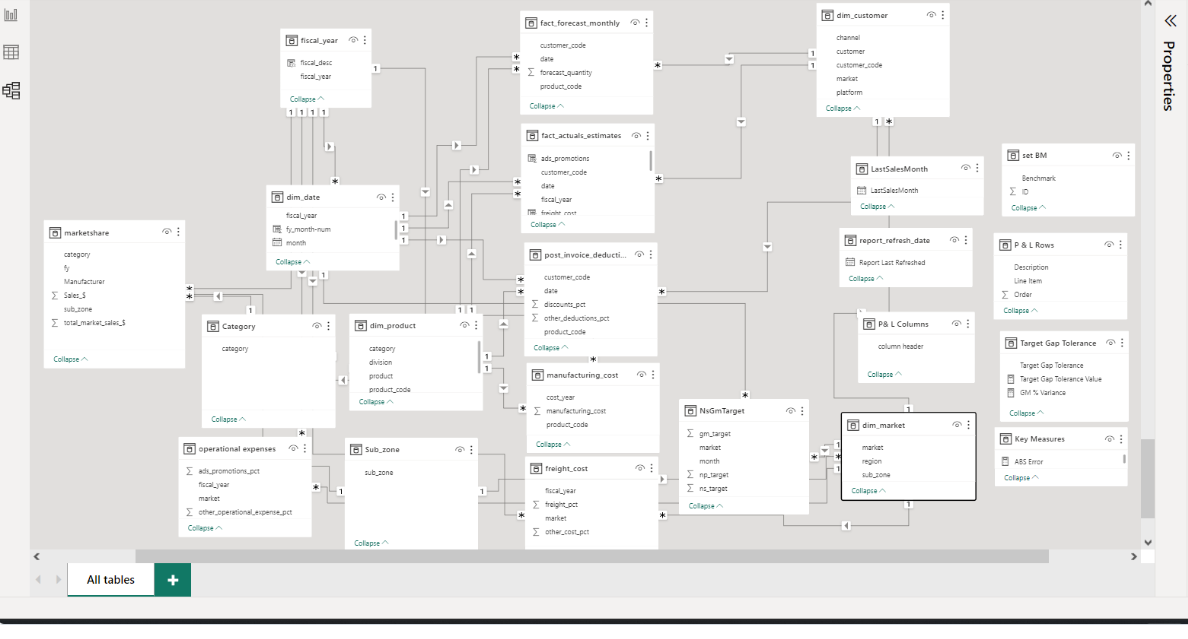 fiscal_year
fiscal_desc
fiscal_year
Collapse
fact_forecast_monthly
customer_code
date
forecast_quantity
product_code
Collapse
dim_customer
channel
customer
customer_code
market
platform
Collapse
Properties
fact_actuals_estimates
ads_promotions
customer_code
date
fiscal_year
freight_cost
Collapse
LastSalesMonth
LastSalesMonth
Collapse
set BM
Benchmark
ID
Collapse
dim_date
fiscal_year
fy_month-num
month
Collapse
marketshare
category
fy
Manufacturer
Sales_$
sub_zone
total_market_sales_$
Collapse
post_invoice_deducti...
customer_code
date
discounts_pct
other_deductions_pct
product_code
Collapse
report_refresh_date
Report Last Refreshed
Collapse
P & L Rows
Description
Line Item
Order
Collapse
Category
category
Collapse
dim_product
category
division
product
product_code
Collapse
P& L Columns
column header
Collapse
Target Gap Tolerance
Target Gap Tolerance
Target Gap Tolerance Value
GM % Variance
Collapse
manufacturing_cost
cost_year
manufacturing_cost
product_code
Collapse
NsGmTarget
gm_target
market
month
np_target
ns_target
Collapse
dim_market
market
region
sub_zone
Collapse
Key Measures
ABS Error
Collapse
operational expenses
ads_promotions_pct
fiscal_year
market
other_operational_expense_pct
Collapse
Sub_zone
sub_zone
Collapse
freight_cost
fiscal_year
freight_pct
market
other_cost_pct
All tables